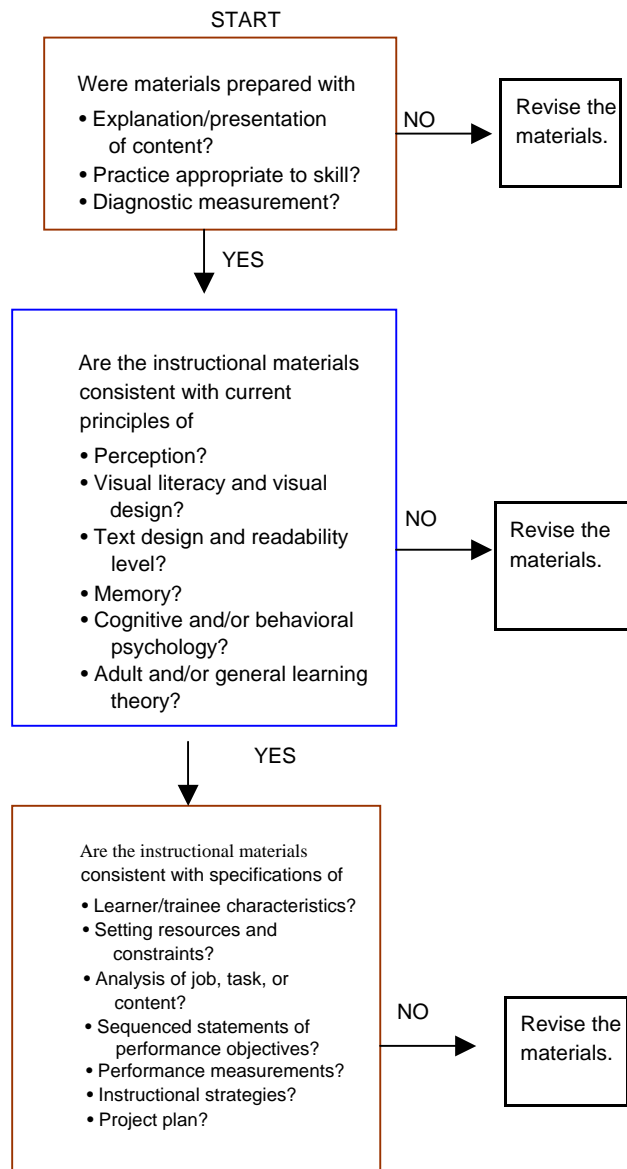 START
Were materials prepared with
• Explanation/presentation
of content?
• Practice appropriate to skill?
• Diagnostic measurement?
NO
Revise the
materials.
YES
Are the instructional materials
consistent with current
principles of
• Perception?
• Visual literacy and visual
design?
• Text design and readability
level?
• Memory?
• Cognitive and/or behavioral
psychology?
• Adult and/or general learning
theory?
NO
Revise the
materials.
YES
Are the instructional materials
consistent with specifications of
• Learner/trainee characteristics?
• Setting resources and
constraints?
• Analysis of job, task, or
content?
• Sequenced statements of
performance objectives?
• Performance measurements?
• Instructional strategies?
• Project plan?
NO
Revise the
materials.